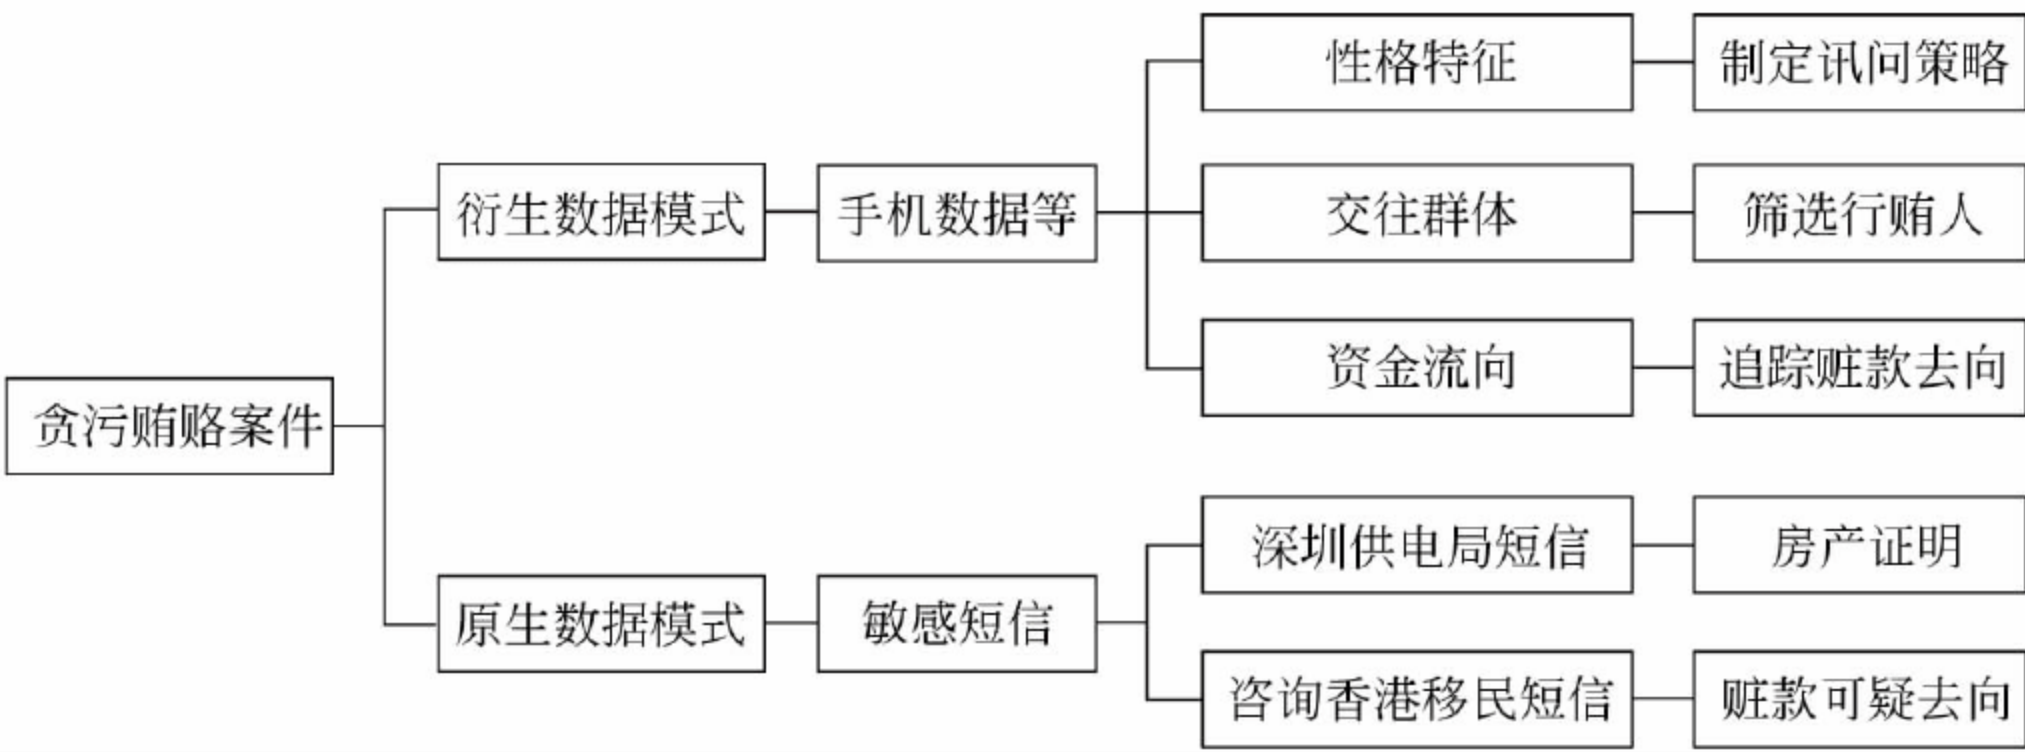 性格特征
制定讯问策略
衍生数据模式
手机数据等
交往群体
筛选行贿人
资金流向
追踪赃款去向
贪污贿赂案件
深圳供电局短信
房产证明
原生数据模式
敏感短信
咨询香港移民短信
赃款可疑去向